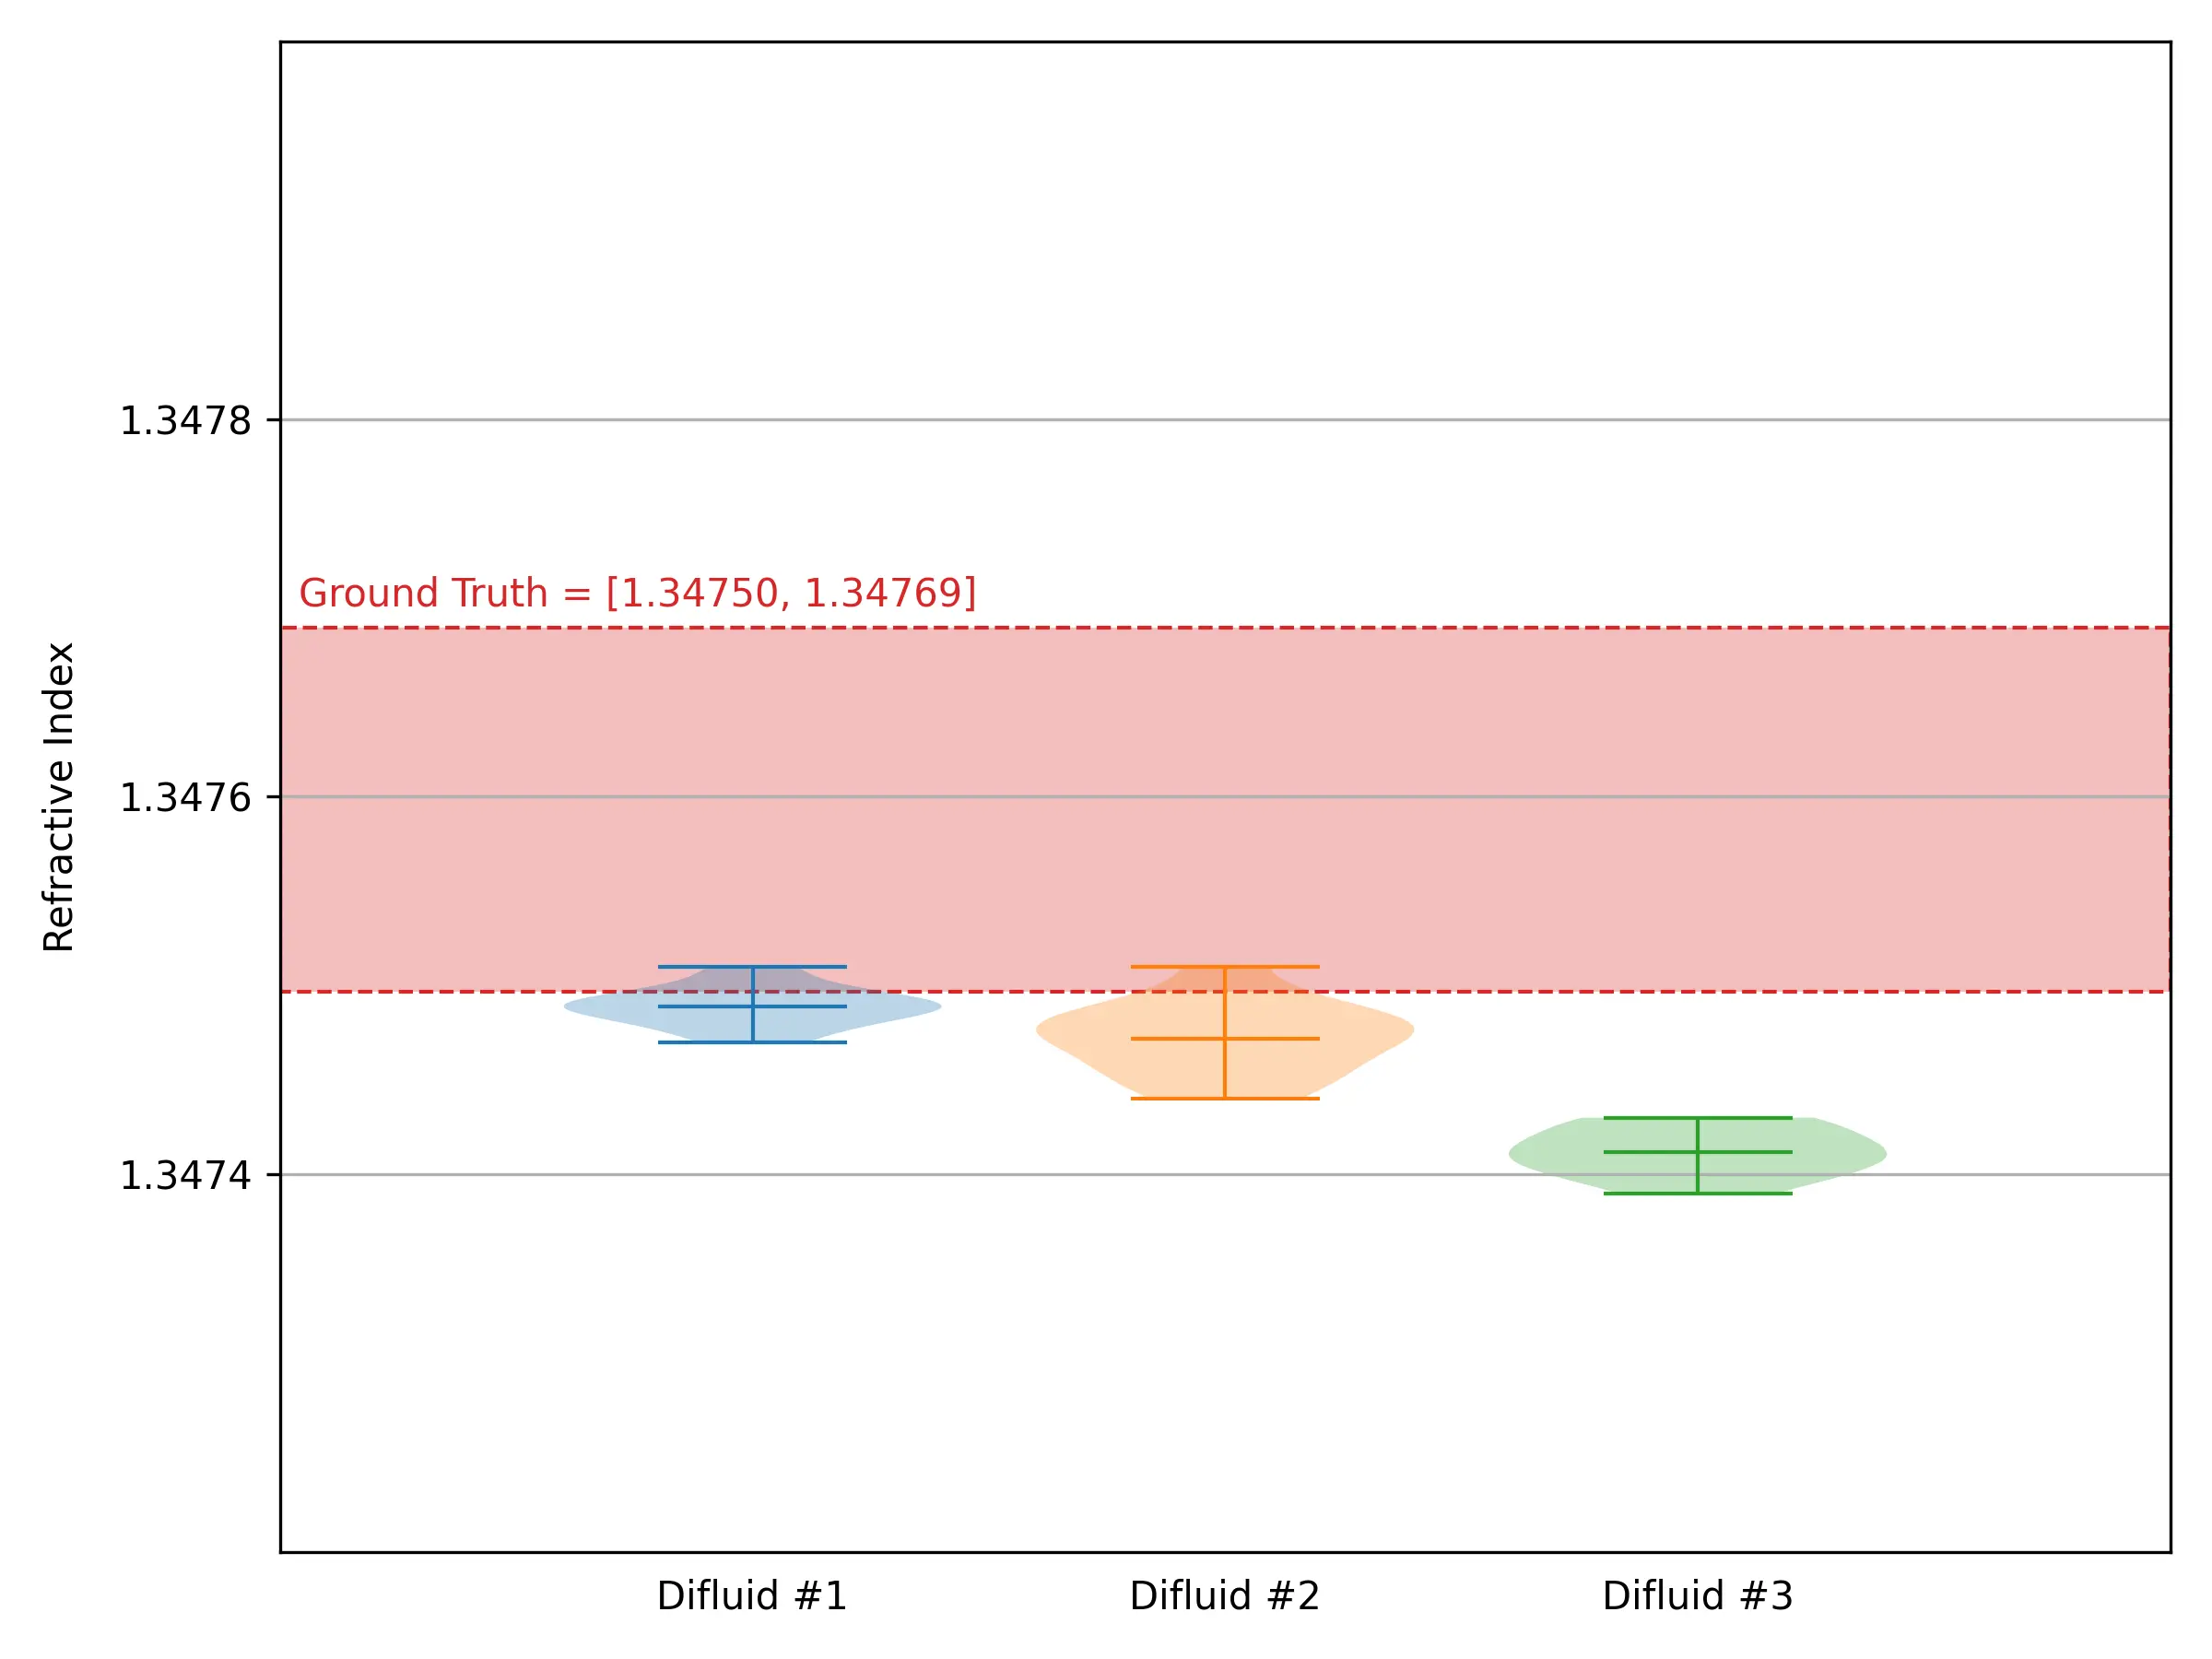 Refractive Index
1.3478
1.3476
1.3474
Ground Truth = [1.34750, 1.34769]
Difluid #1
Difluid #2
Difluid #3